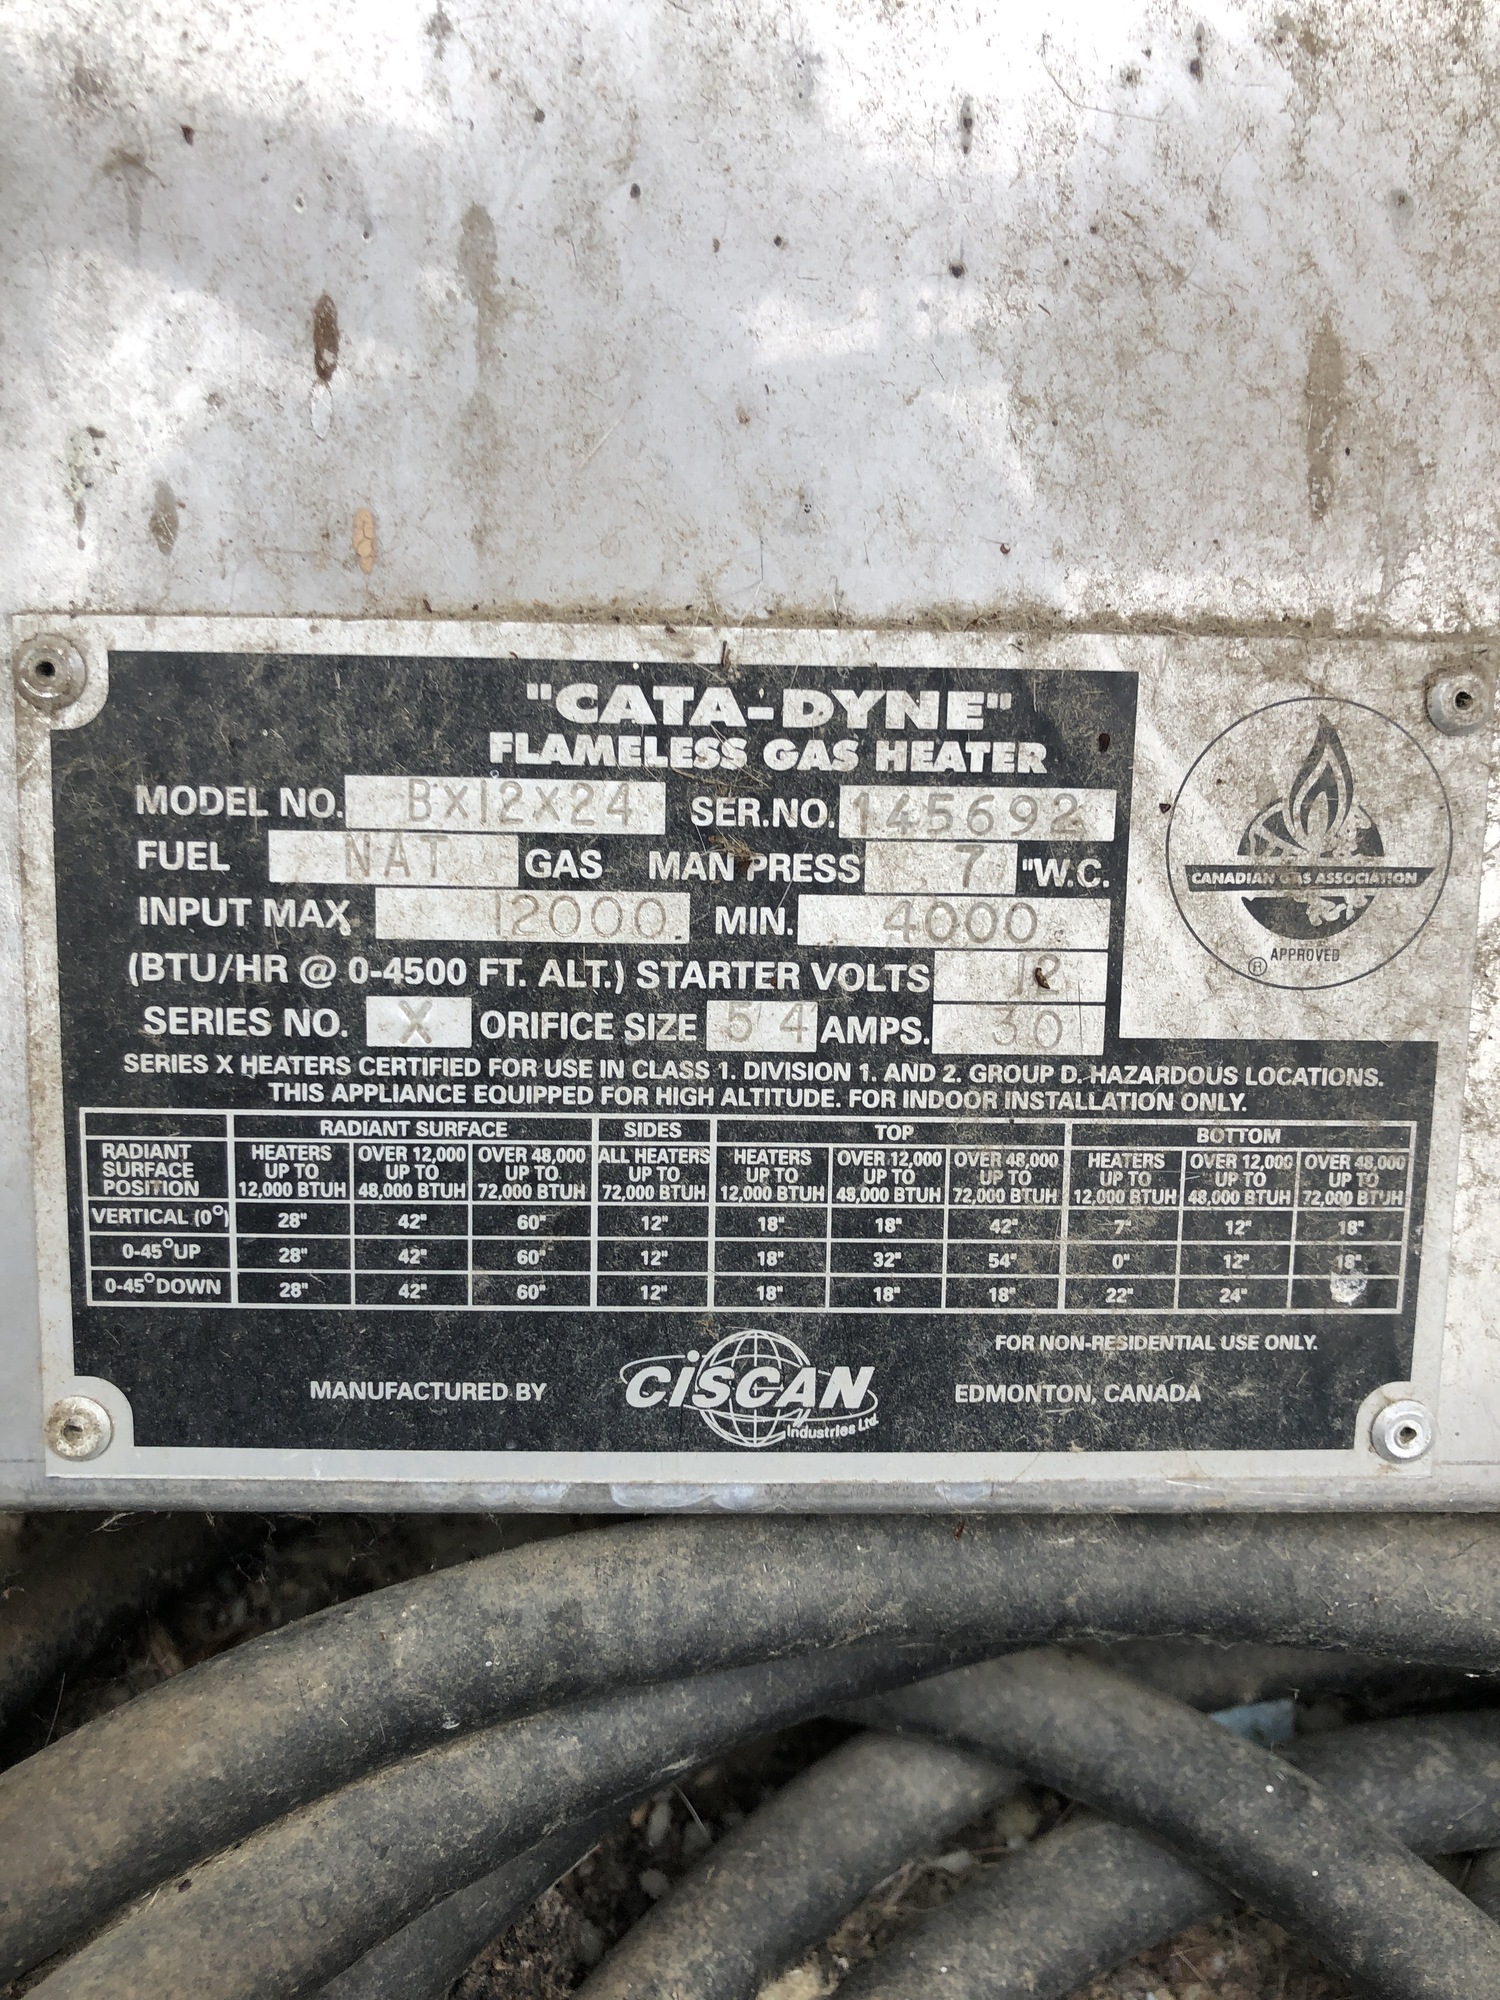 "CATA-DYNE"
FLAMELESS GAS HEATER
MODEL NO. BX12X24 SER.NO. 145692
FUEL NAT GAS MAN PRESS 7 "W.C.
INPUT MAX. 12000 MIN. 4000
(BTU/HR @ 0-4500 FT. ALT.) STARTER VOLTS 12
SERIES NO. X ORIFICE SIZE 54 AMPS. 30
CANADIAN GAS ASSOCIATION
® APPROVED
SERIES X HEATERS CERTIFIED FOR USE IN CLASS 1. DIVISION 1. AND 2. GROUP D. HAZARDOUS LOCATIONS.
THIS APPLIANCE EQUIPPED FOR HIGH ALTITUDE. FOR INDOOR INSTALLATION ONLY.
RADIANT SURFACE SIDES TOP BOTTOM
RADIANT HEATERS OVER 12,000 OVER 48,000 ALL HEATERS HEATERS OVER 12,000 OVER 48,000 HEATERS OVER 12,000 OVER 48,000
SURFACE UP TO UP TO UP TO UP TO UP TO UP TO UP TO UP TO UP TO UP TO
POSITION 12,000 BTUH 48,000 BTUH 72,000 BTUH 72,000 BTUH 12,000 BTUH 48,000 BTUH 72,000 BTUH 12,000 BTUH 48,000 BTUH 72,000 BTUH
VERTICAL (0°) 28" 42" 60" 12" 18" 18" 42" 7" 12" 18"
0-45° UP 28" 42" 60" 12" 18" 32" 54" 0" 12" 18"
0-45° DOWN 28" 42" 60" 12" 18" 18" 18" 22" 24"
FOR NON-RESIDENTIAL USE ONLY.
MANUFACTURED BY CISCAN Industries Ltd. EDMONTON, CANADA